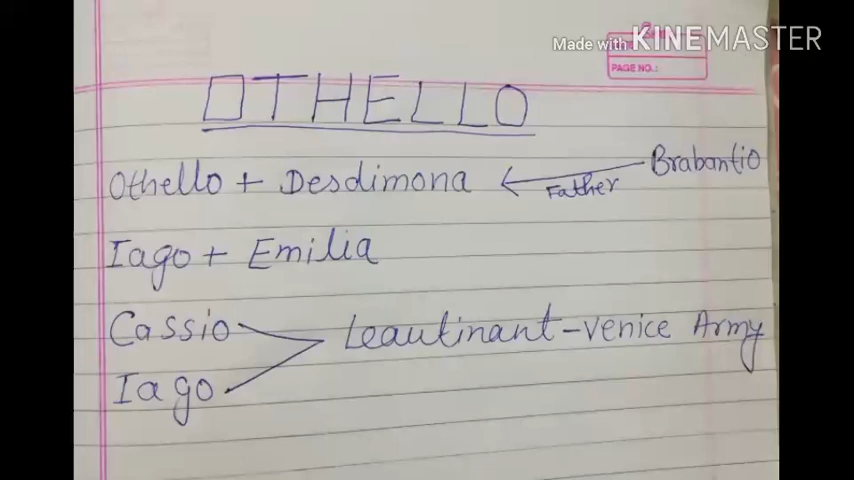 Made with KINEMASTER
PAGE NO.:
OTHELLO
Othello + Desdimona ← Father Brabantio
Iago + Emilia
Cassio
Iago
Leautinant-Venice Army